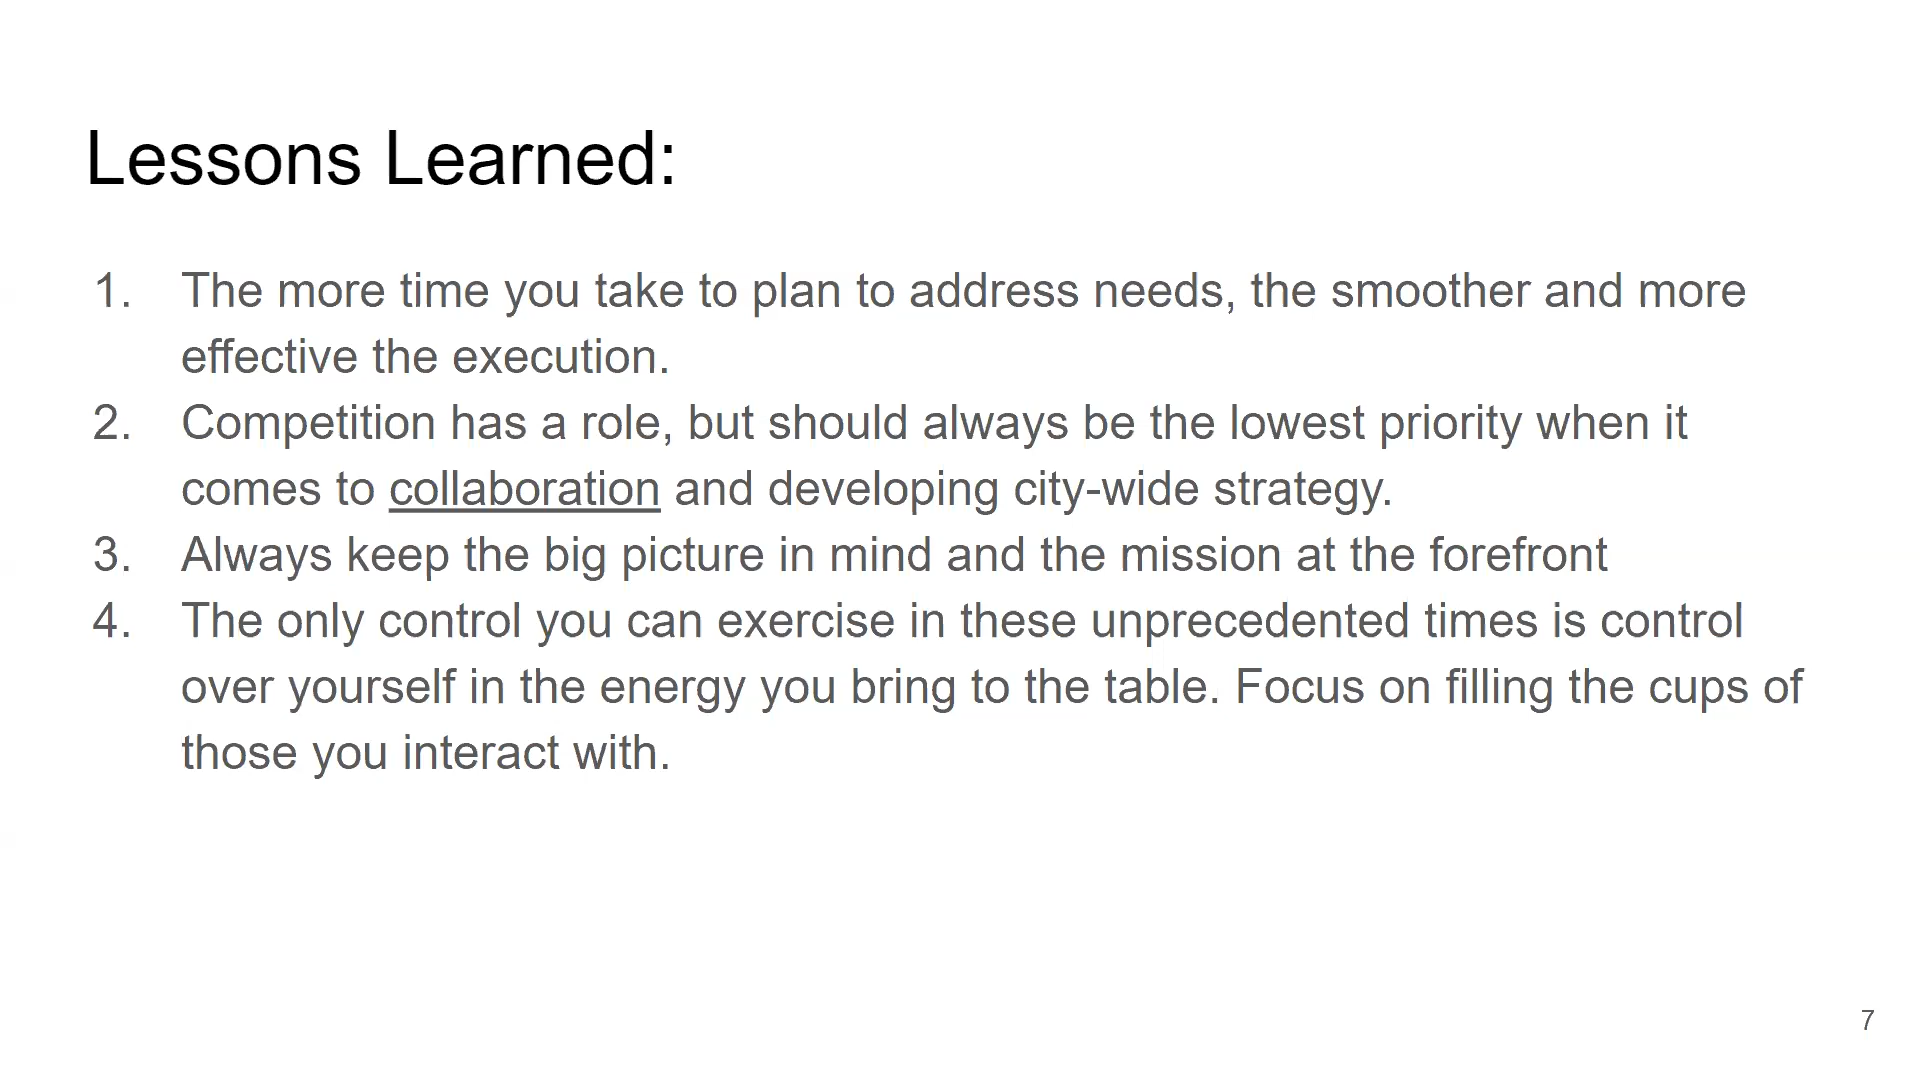 Lessons Learned:
1. The more time you take to plan to address needs, the smoother and more
effective the execution.
2. Competition has a role, but should always be the lowest priority when it
comes to collaboration and developing city-wide strategy.
3. Always keep the big picture in mind and the mission at the forefront
4. The only control you can exercise in these unprecedented times is control
over yourself in the energy you bring to the table. Focus on filling the cups of
those you interact with.
7